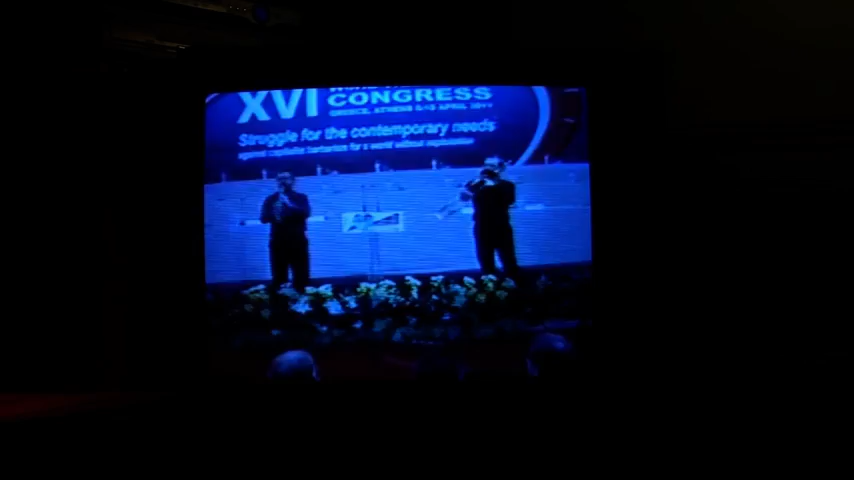 XVI
CONGRESS
GREECE, ATHENS 6-10 APRIL 2011
Struggle for the contemporary needs
against capitalist barbarism for a world without exploitation